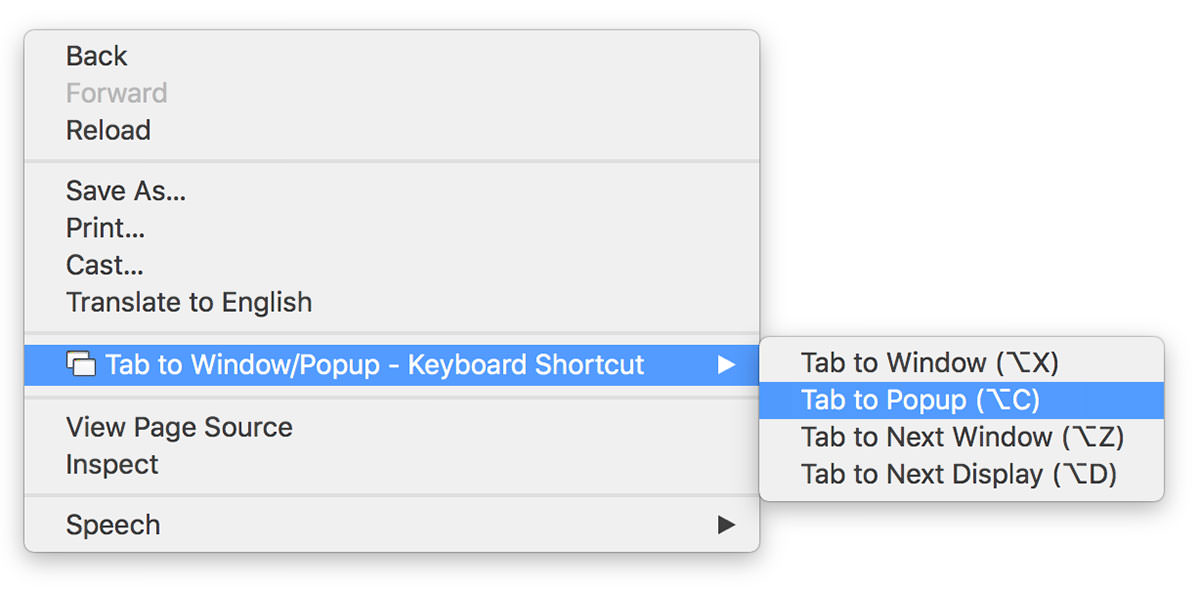 Back
Forward
Reload
Save As...
Print...
Cast...
Translate to English
Tab to Window/Popup - Keyboard Shortcut
Tab to Window (⌥X)
Tab to Popup (⌥C)
Tab to Next Window (⌥Z)
Tab to Next Display (⌥D)
View Page Source
Inspect
Speech